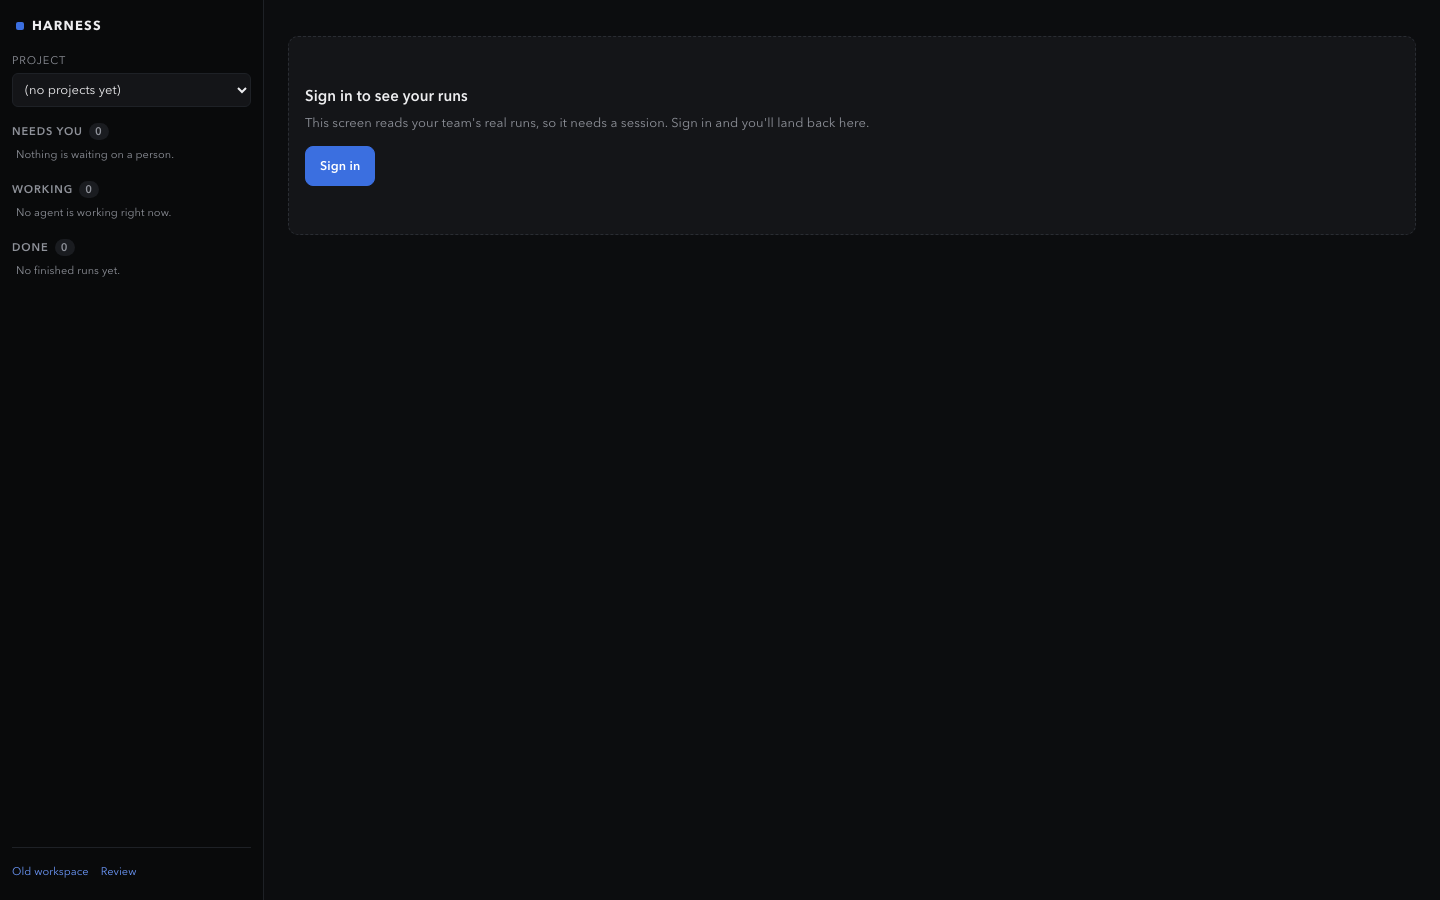 HARNESS
PROJECT
(no projects yet)
NEEDS YOU 0
Nothing is waiting on a person.
WORKING 0
No agent is working right now.
DONE 0
No finished runs yet.
Old workspace Review
Sign in to see your runs
This screen reads your team's real runs, so it needs a session. Sign in and you'll land back here.
Sign in